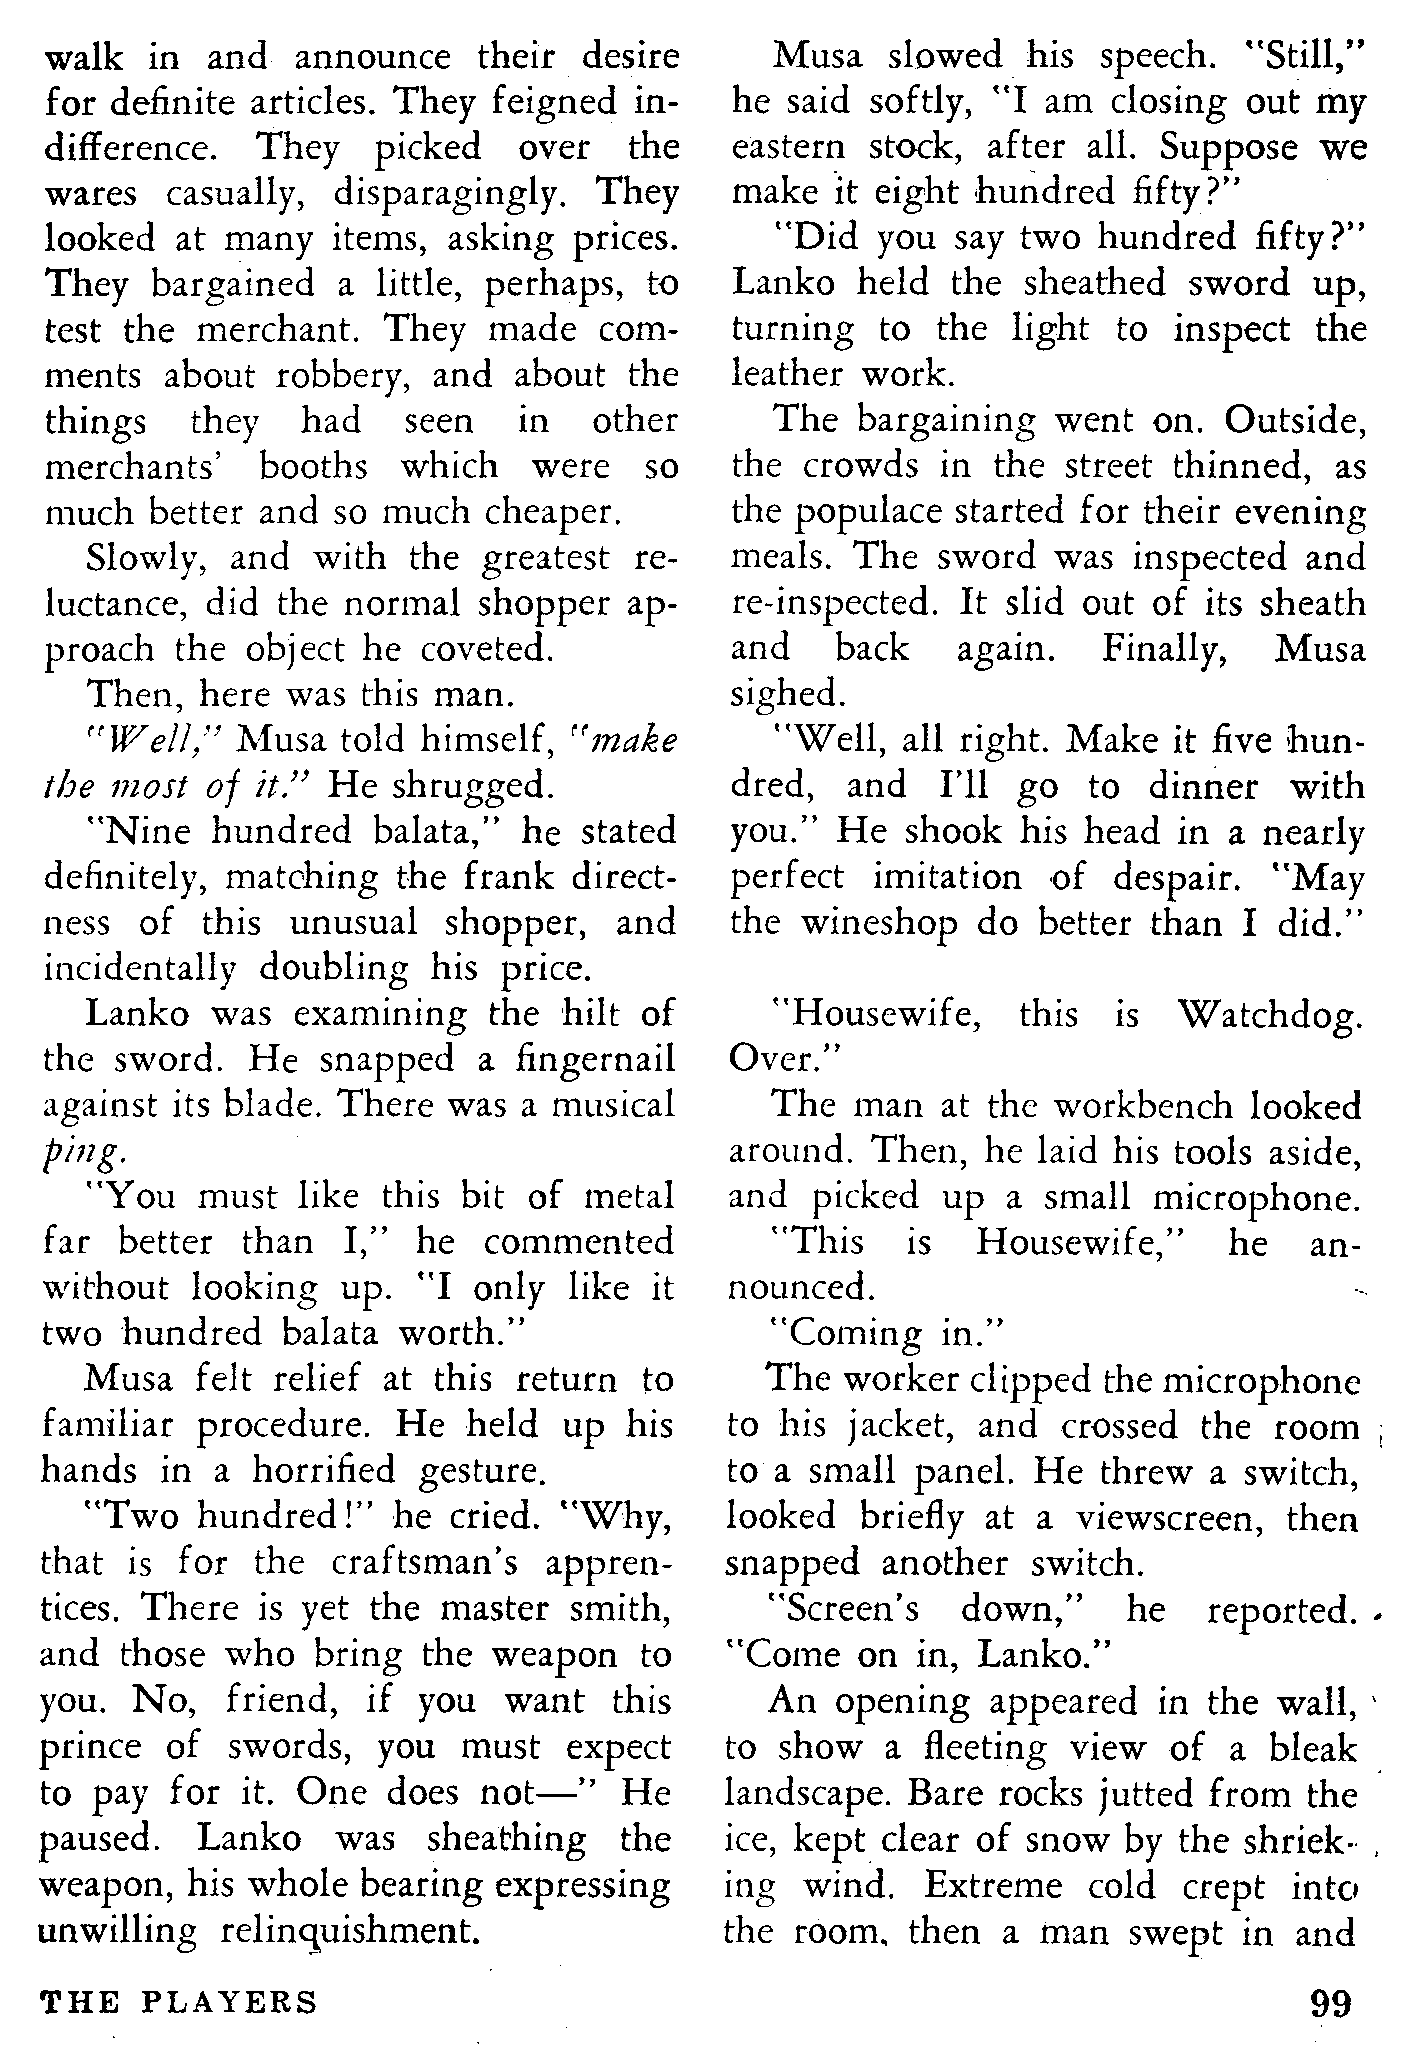 walk in and announce their desire
for definite articles. They feigned in-
difference. They picked over the
wares casually, disparagingly. They
looked at many items, asking prices.
They bargained a little, perhaps, to
test the merchant. They made com-
ments about robbery, and about the
things they had seen in other
merchants' booths which were so
much better and so much cheaper.
Slowly, and with the greatest re-
luctance, did the normal shopper ap-
proach the object he coveted.
Then, here was this man.
"Well," Musa told himself, "make
the most of it." He shrugged.
"Nine hundred balata," he stated
definitely, matching the frank direct-
ness of this unusual shopper, and
incidentally doubling his price.
Lanko was examining the hilt of
the sword. He snapped a fingernail
against its blade. There was a musical
ping.
"You must like this bit of metal
far better than I," he commented
without looking up. "I only like it
two hundred balata worth."
Musa felt relief at this return to
familiar procedure. He held up his
hands in a horrified gesture.
"Two hundred!" he cried. "Why,
that is for the craftsman's appren-
tices. There is yet the master smith,
and those who bring the weapon to
you. No, friend, if you want this
prince of swords, you must expect
to pay for it. One does not—" He
paused. Lanko was sheathing the
weapon, his whole bearing expressing
unwilling relinquishment.
Musa slowed his speech. "Still,"
he said softly, "I am closing out my
eastern stock, after all. Suppose we
make it eight hundred fifty?"
"Did you say two hundred fifty?"
Lanko held the sheathed sword up,
turning to the light to inspect the
leather work.
The bargaining went on. Outside,
the crowds in the street thinned, as
the populace started for their evening
meals. The sword was inspected and
re-inspected. It slid out of its sheath
and back again. Finally, Musa
sighed.
"Well, all right. Make it five hun-
dred, and I'll go to dinner with
you." He shook his head in a nearly
perfect imitation of despair. "May
the wineshop do better than I did."
"Housewife, this is Watchdog.
Over."
The man at the workbench looked
around. Then, he laid his tools aside,
and picked up a small microphone.
"This is Housewife," he an-
nounced.
"Coming in."
The worker clipped the microphone
to his jacket, and crossed the room
to a small panel. He threw a switch,
looked briefly at a viewscreen, then
snapped another switch.
"Screen's down," he reported.
"Come on in, Lanko."
An opening appeared in the wall,
to show a fleeting view of a bleak
landscape. Bare rocks jutted from the
ice, kept clear of snow by the shriek-
ing wind. Extreme cold crept into
the room, then a man swept in and
THE PLAYERS
99